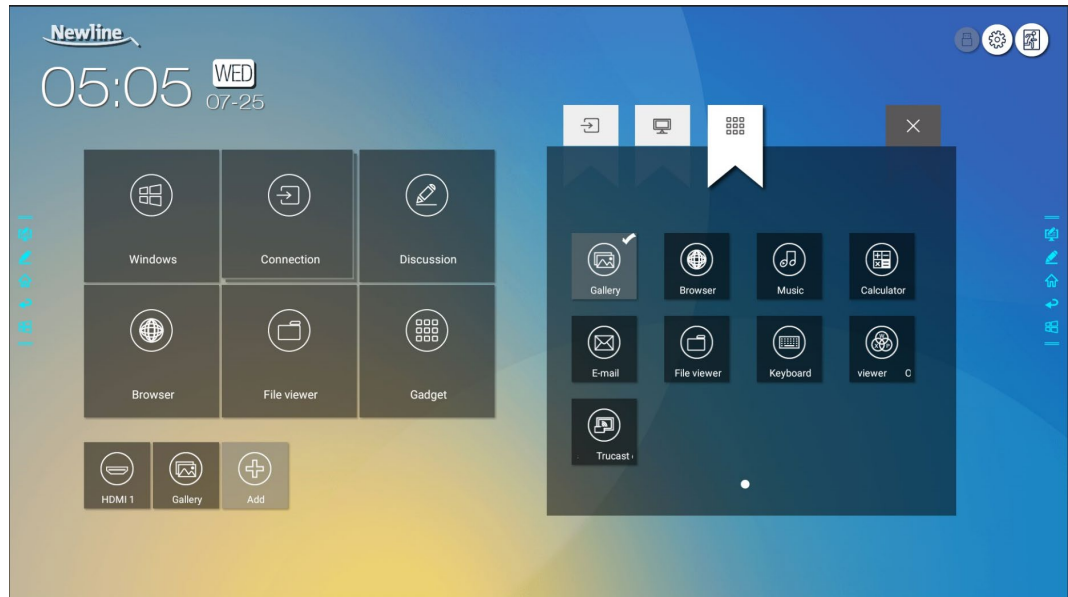 Newline
05:05
WED
07-25
Windows
Connection
Discussion
Browser
File viewer
Gadget
HDMI 1
Gallery
Add
Gallery
Browser
Music
Calculator
E-mail
File viewer
Keyboard
viewer O
Trucast